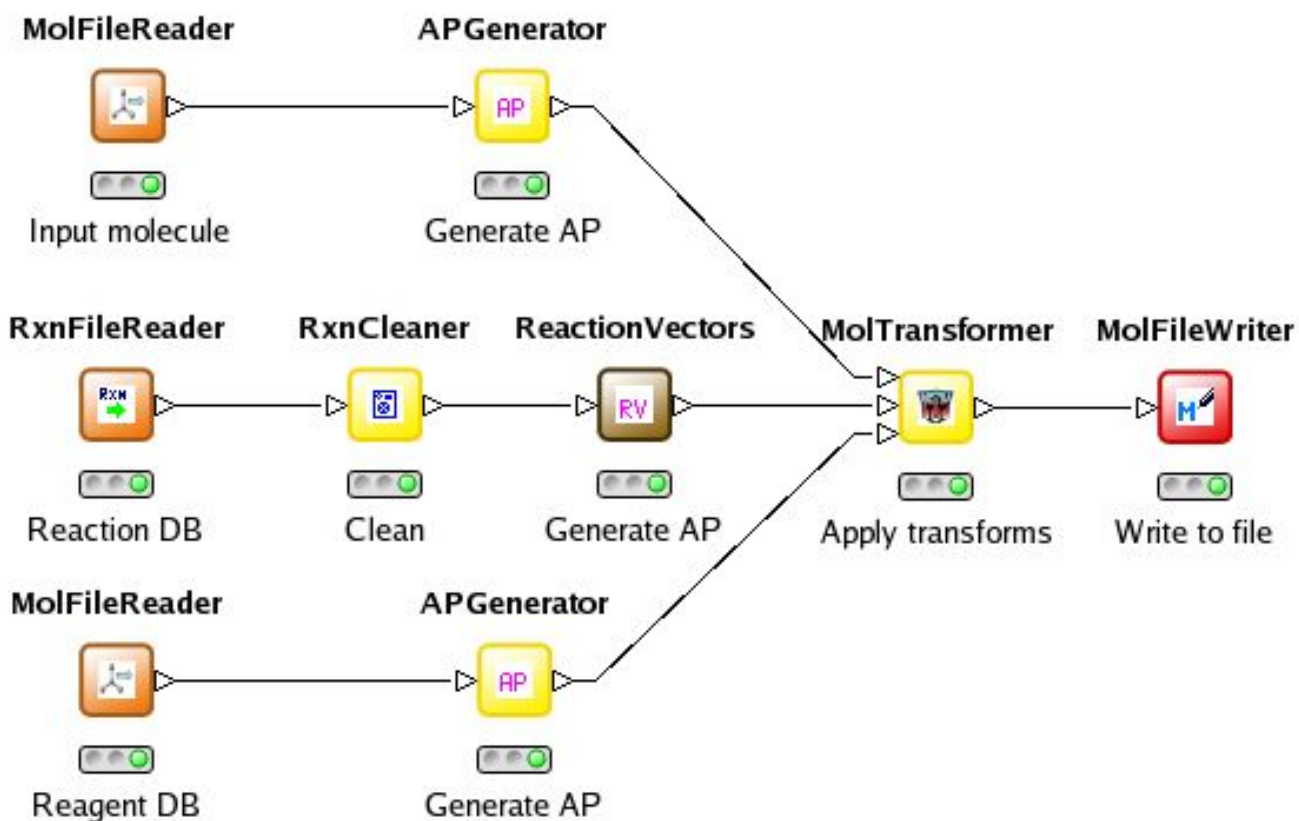 MolFileReader APGenerator
AP
Input molecule Generate AP
RxnFileReader RxnCleaner ReactionVectors MolTransformer MolFileWriter
RXN RV M
Reaction DB Clean Generate AP Apply transforms Write to file
MolFileReader APGenerator
AP
Reagent DB Generate AP